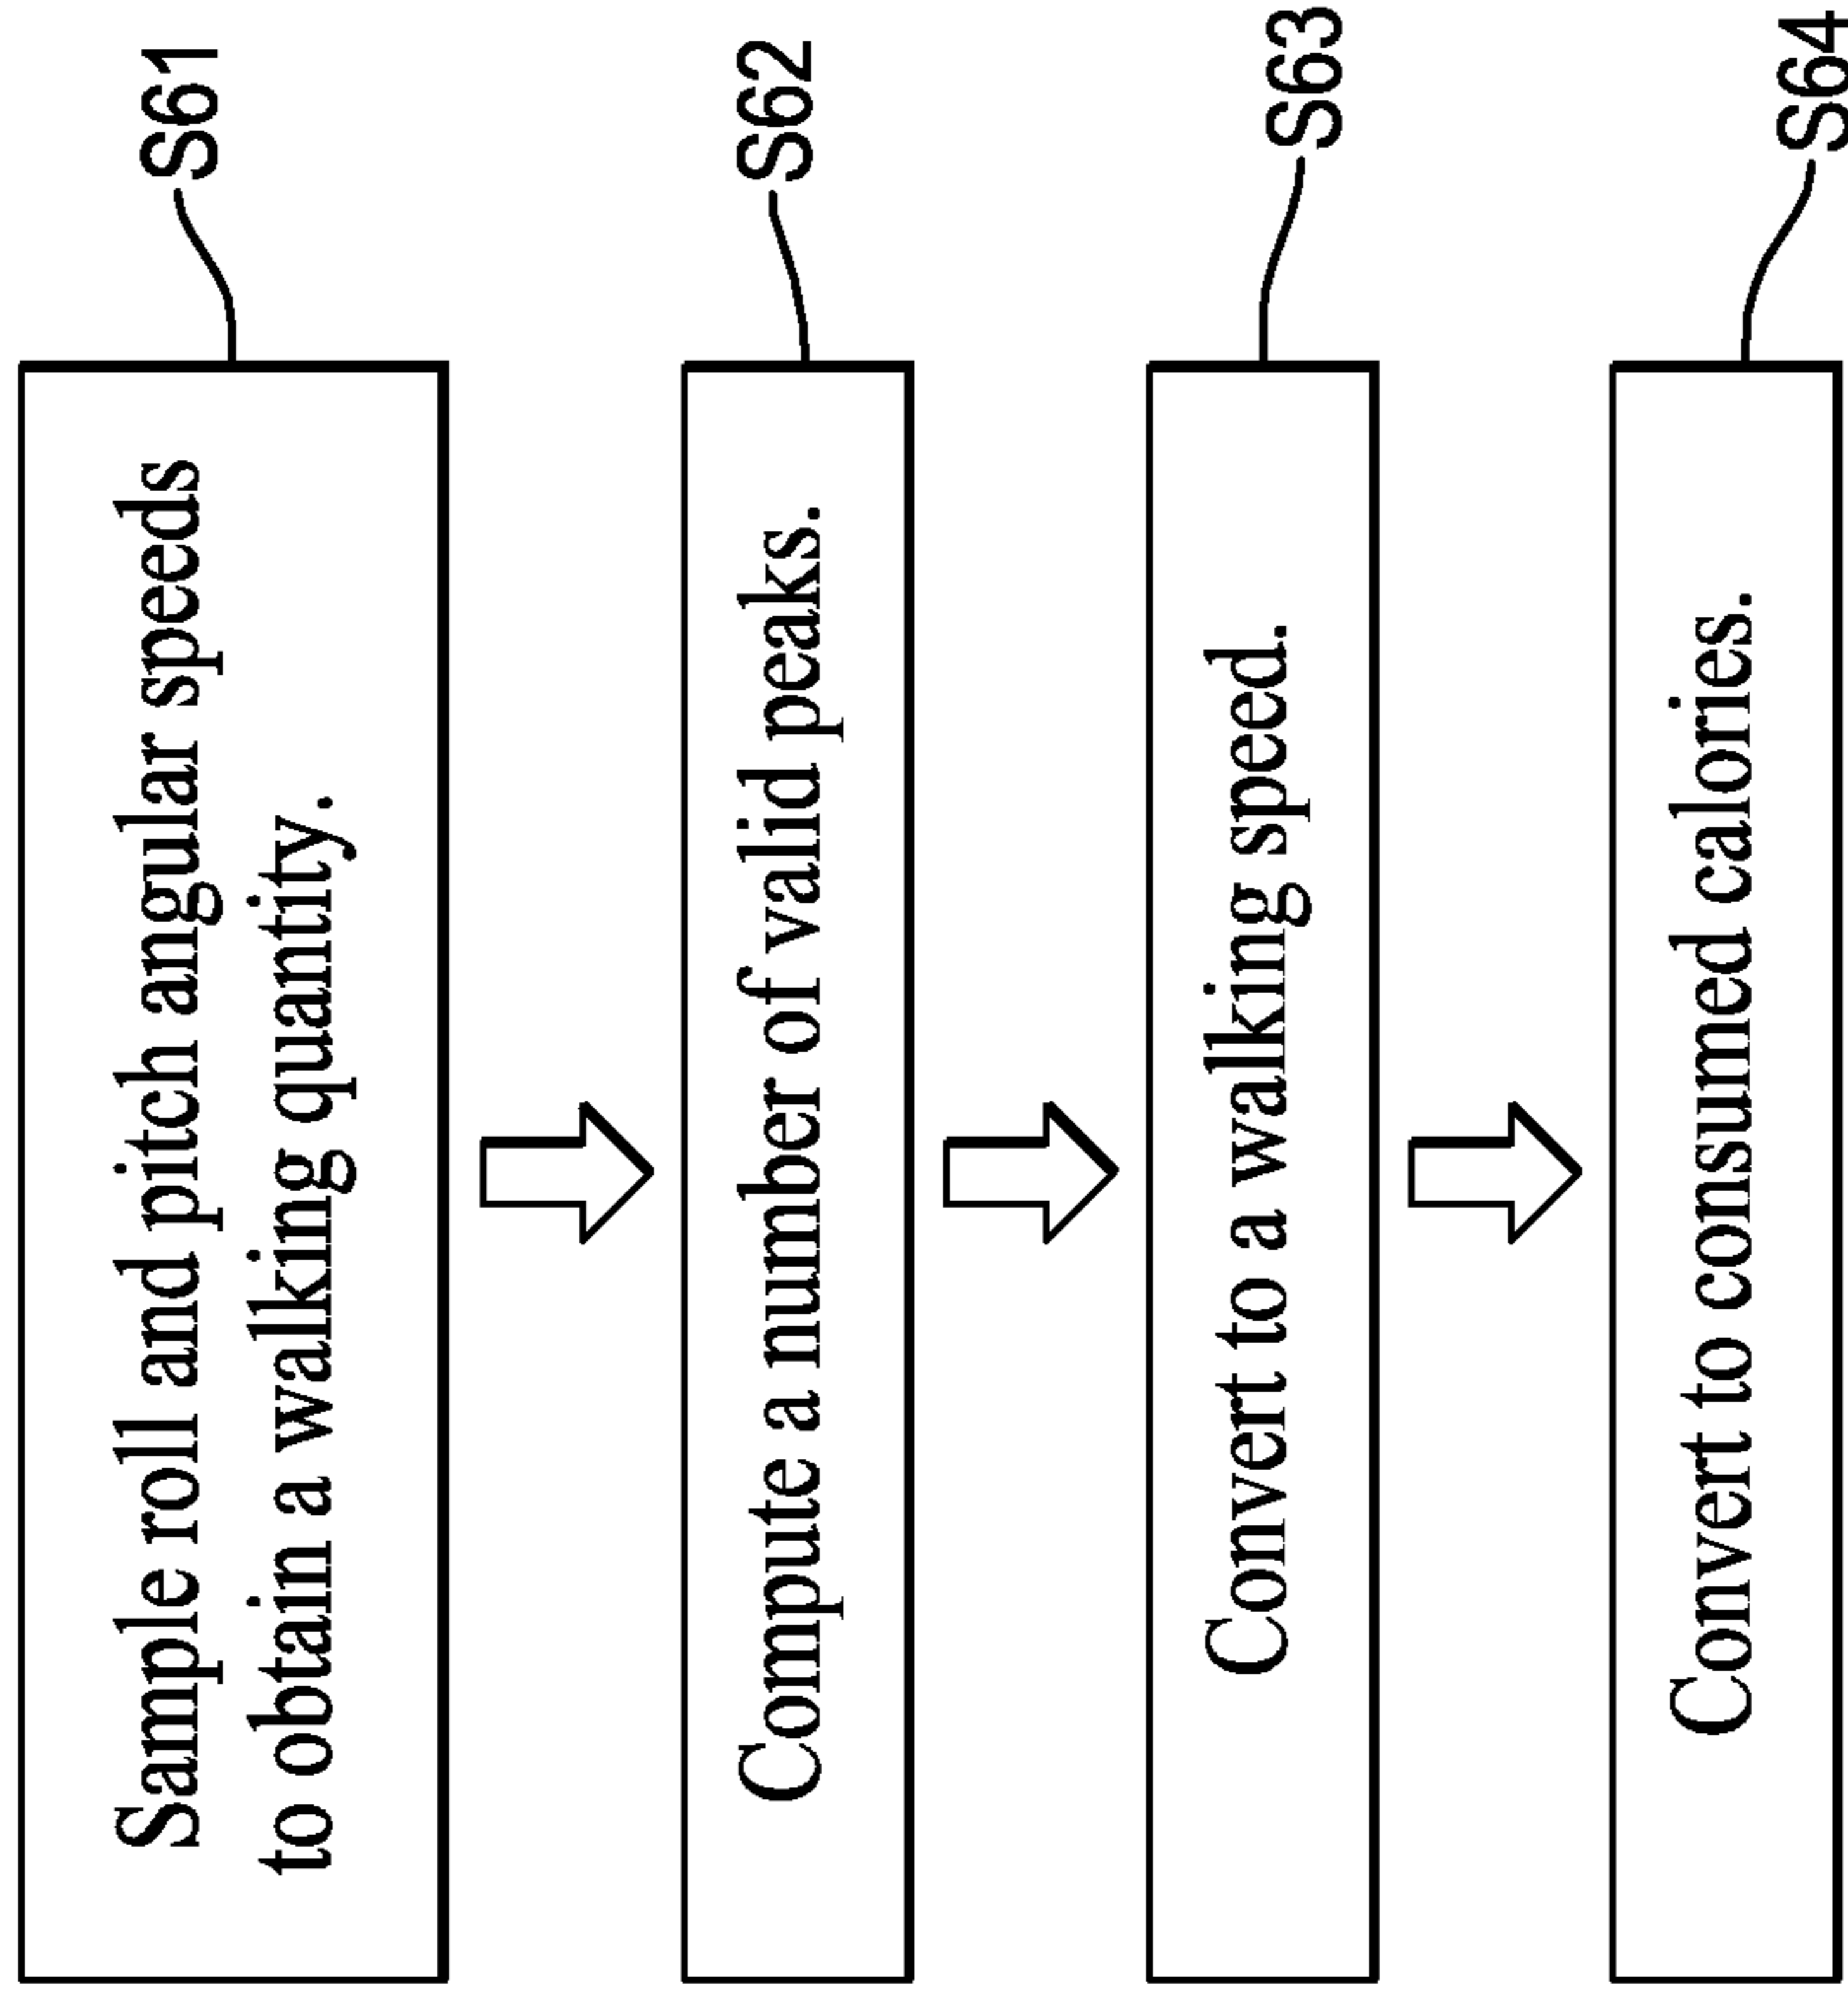 Sample roll and pitch angular speeds
to obtain a walking quantity.
S61
Compute a number of valid peaks.
S62
Convert to a walking speed.
S63
Convert to consumed calories.
S64